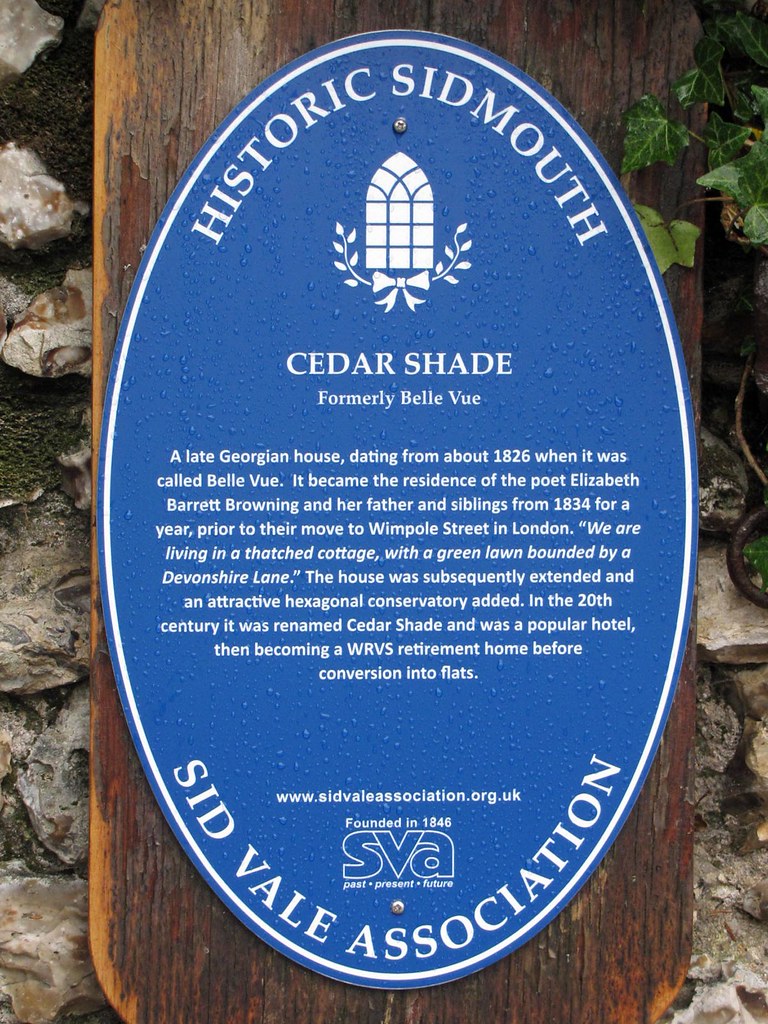 HISTORIC SIDMOUTH
CEDAR SHADE
Formerly Belle Vue
A late Georgian house, dating from about 1826 when it was
called Belle Vue. It became the residence of the poet Elizabeth
Barrett Browning and her father and siblings from 1834 for a
year, prior to their move to Wimpole Street in London. “We are
living in a thatched cottage, with a green lawn bounded by a
Devonshire Lane.” The house was subsequently extended and
an attractive hexagonal conservatory added. In the 20th
century it was renamed Cedar Shade and was a popular hotel,
then becoming a WRVS retirement home before
conversion into flats.
www.sidvaleassociation.org.uk
Founded in 1846
sva
past • present • future
SID VALE ASSOCIATION